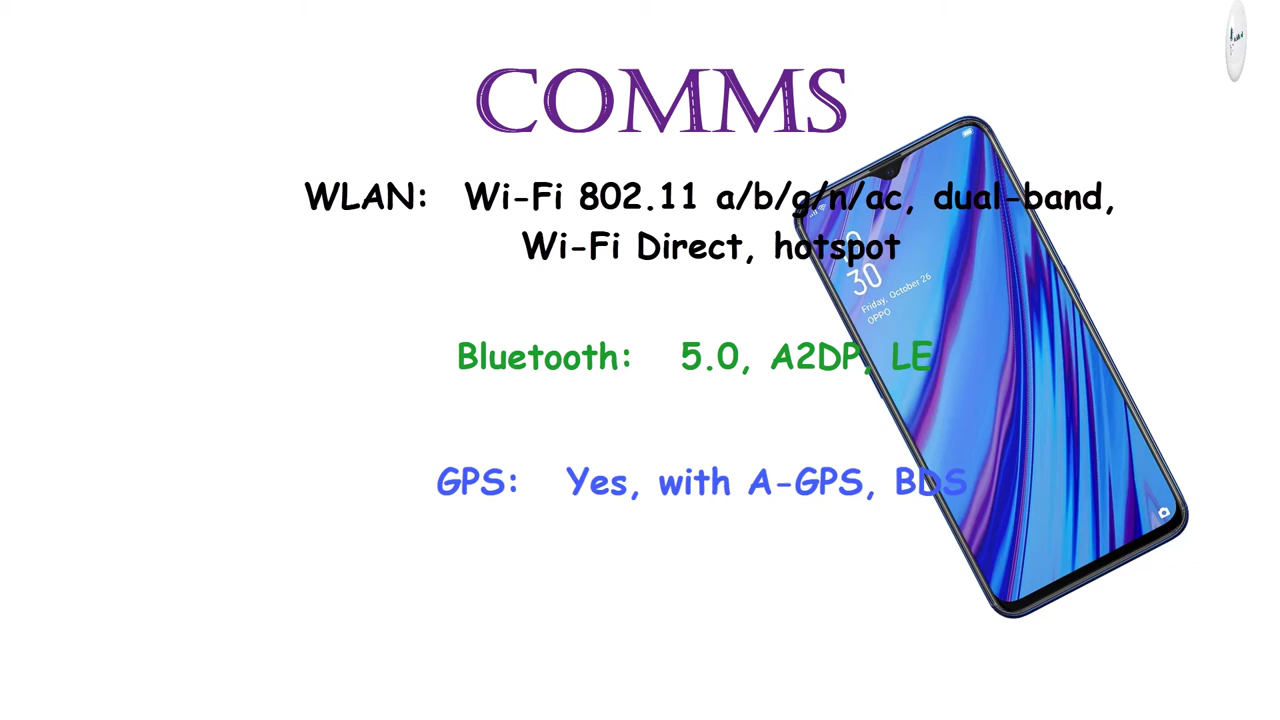 COMMS
WLAN: Wi-Fi 802.11 a/b/g/n/ac, dual-band,
Wi-Fi Direct, hotspot
30
Friday, October 26
OPPO
Bluetooth: 5.0, A2DP, LE
GPS: Yes, with A-GPS, BDS